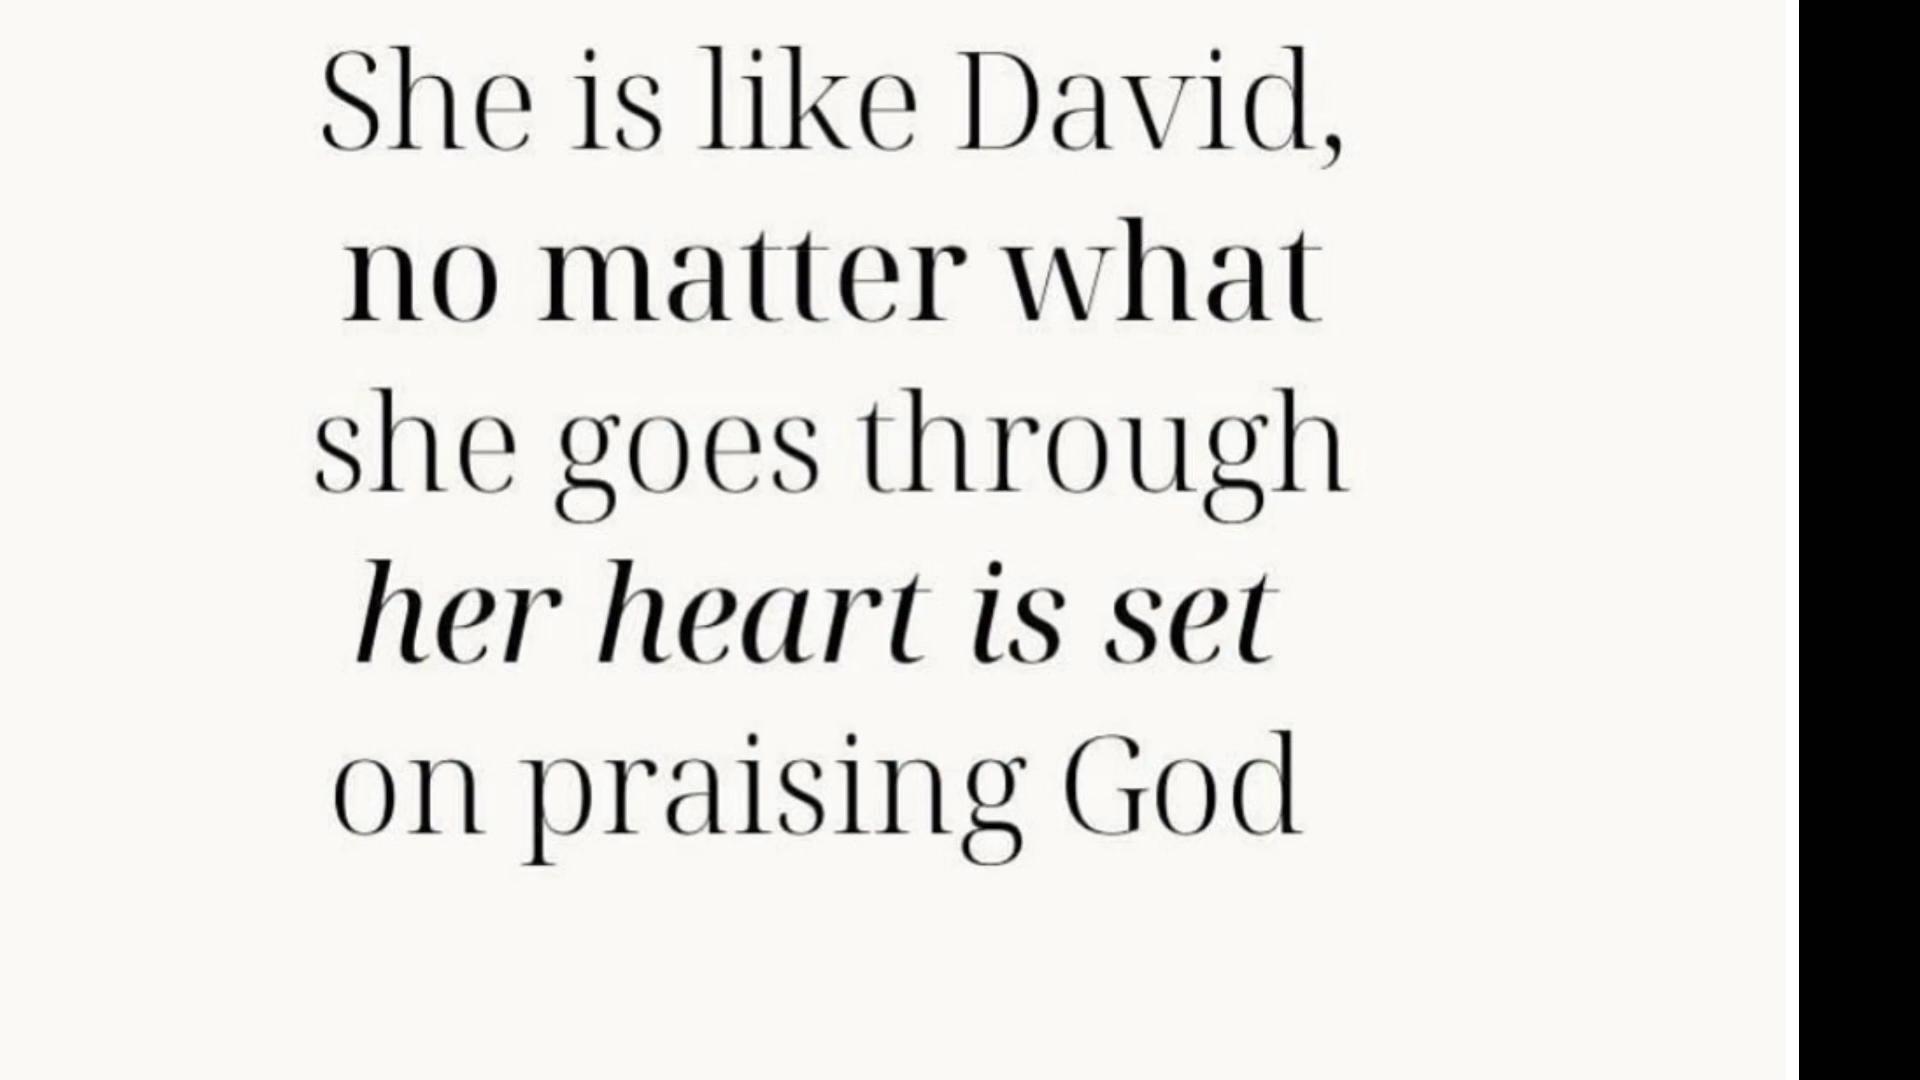 She is like David,
no matter what
she goes through
her heart is set
on praising God